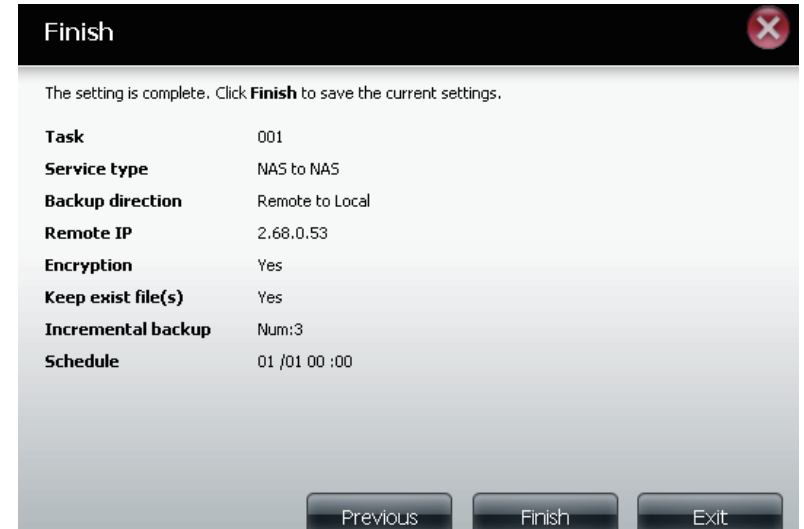 Finish
The setting is complete. Click Finish to save the current settings.
Task 001
Service type NAS to NAS
Backup direction Remote to Local
Remote IP 2.68.0.53
Encryption Yes
Keep exist file(s) Yes
Incremental backup Num:3
Schedule 01 /01 00 :00
Previous Finish Exit